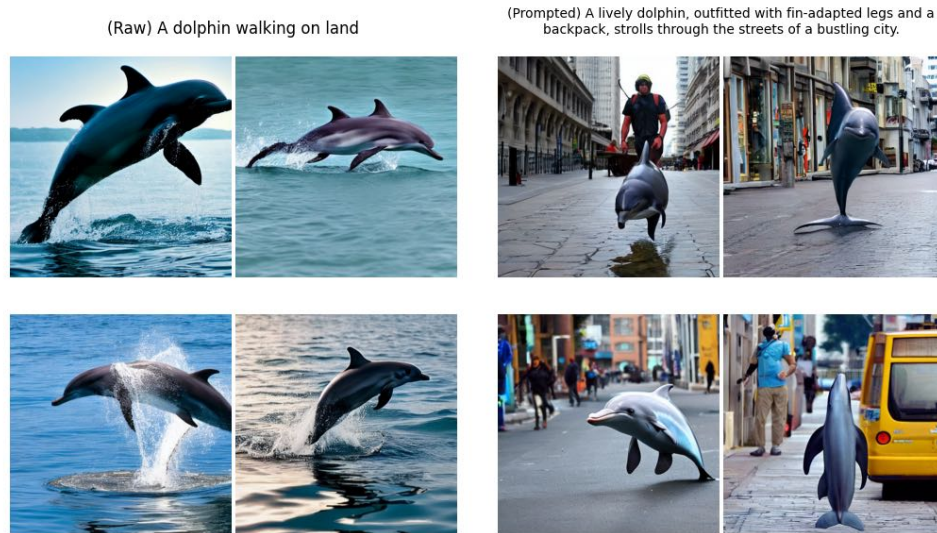 (Raw) A dolphin walking on land
(Prompted) A lively dolphin, outfitted with fin-adapted legs and a
backpack, strolls through the streets of a bustling city.